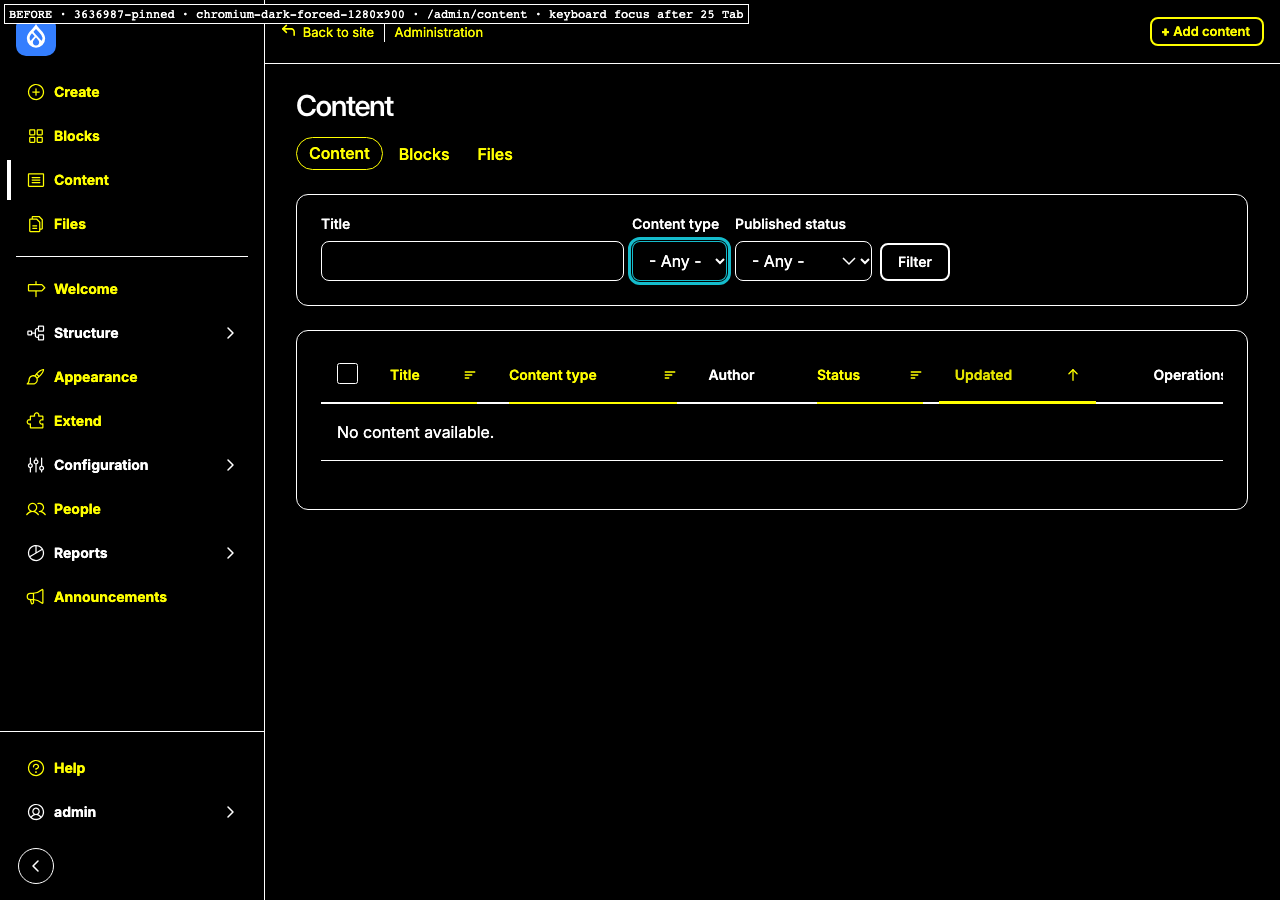 BEFORE · 3636987-pinned · chromium-dark-forced-1280x900 · /admin/content · keyboard focus after 25 Tab
Back to site
Administration
+ Add content
Create
Blocks
Content
Files
Welcome
Structure
Appearance
Extend
Configuration
People
Reports
Announcements
Help
admin
Content
Content
Blocks
Files
Title
Content type
Published status
- Any -
- Any -
Filter
Title
Content type
Author
Status
Updated
Operations
No content available.